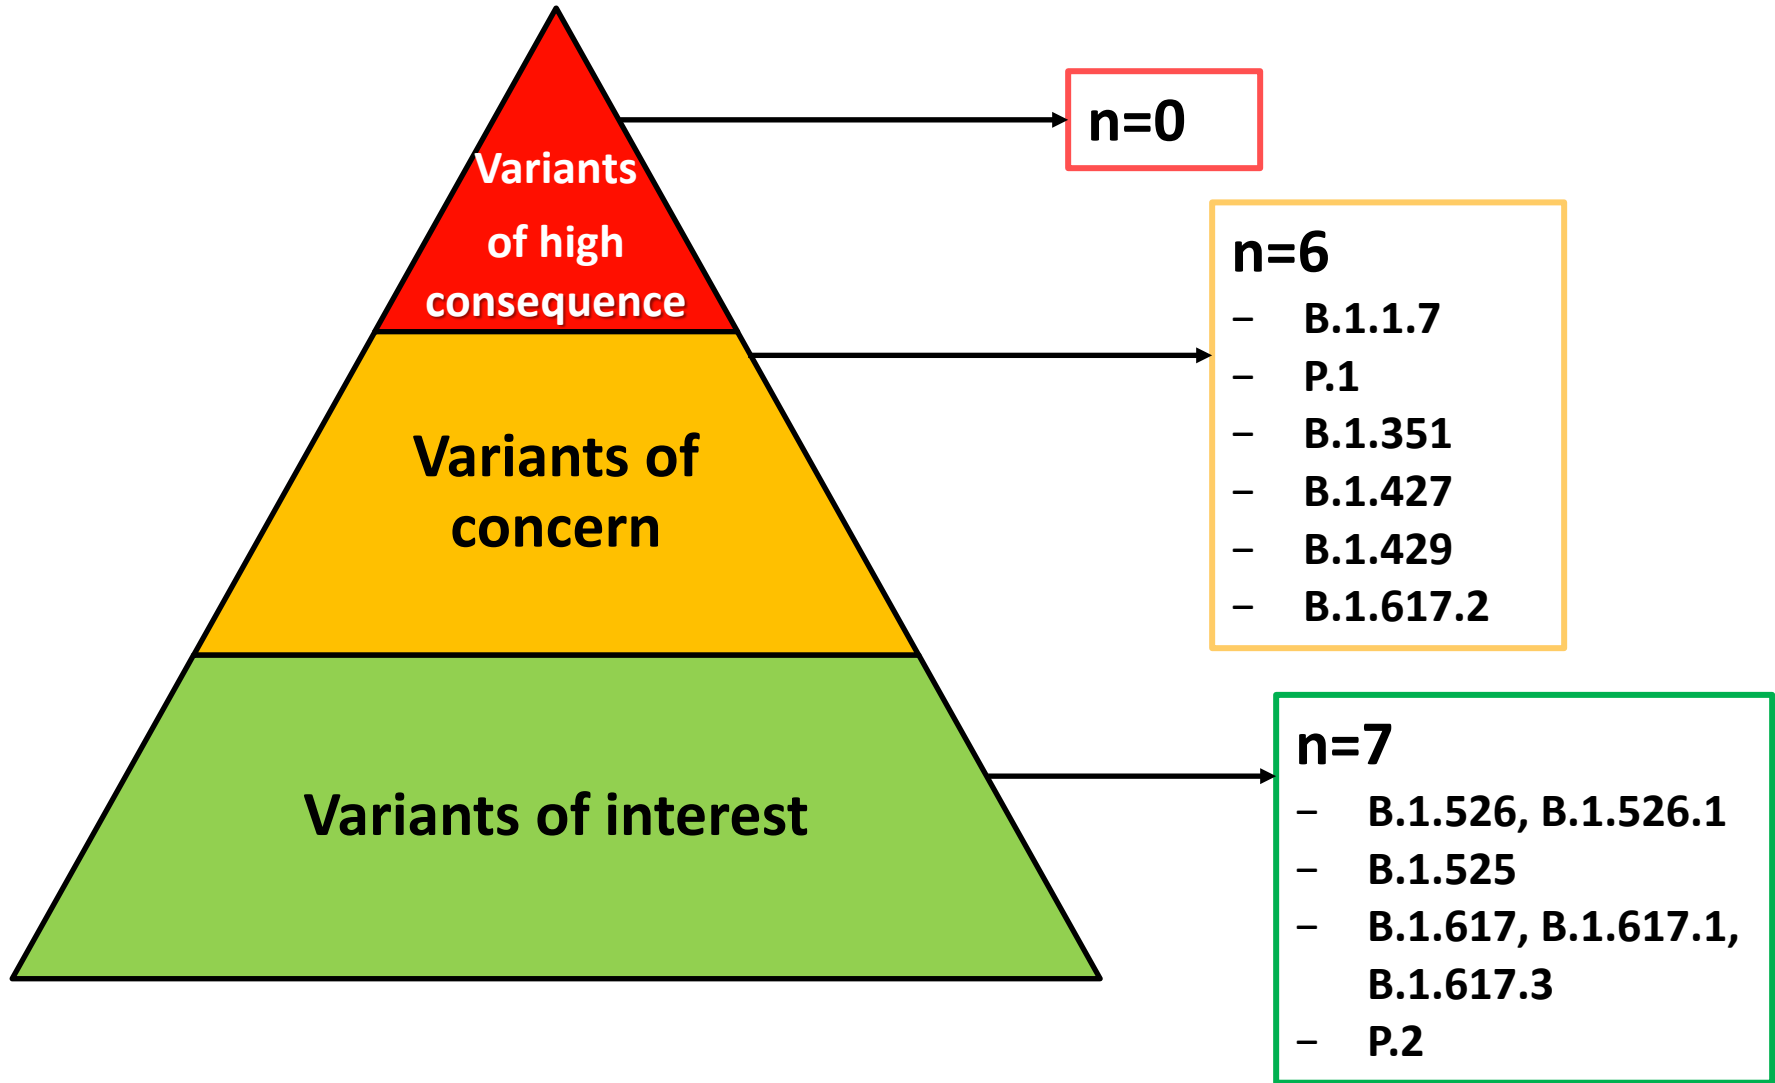 Variants
of high
consequence
n=0
Variants of
concern
n=6
– B.1.1.7
– P.1
– B.1.351
– B.1.427
– B.1.429
– B.1.617.2
Variants of interest
n=7
– B.1.526, B.1.526.1
– B.1.525
– B.1.617, B.1.617.1,
B.1.617.3
– P.2